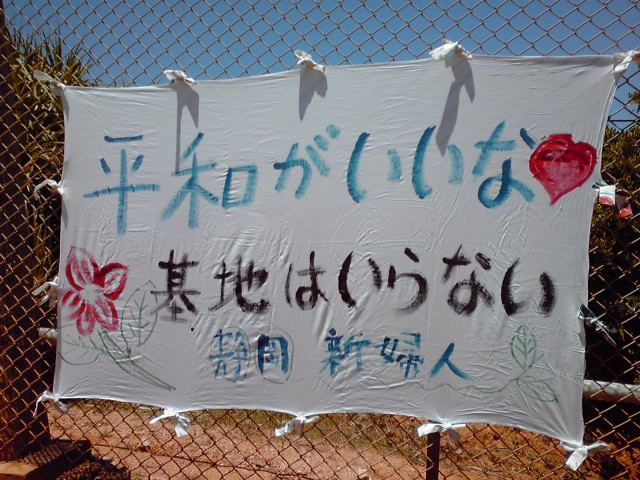 平和がいいな
基地はいらない
静岡 新婦人